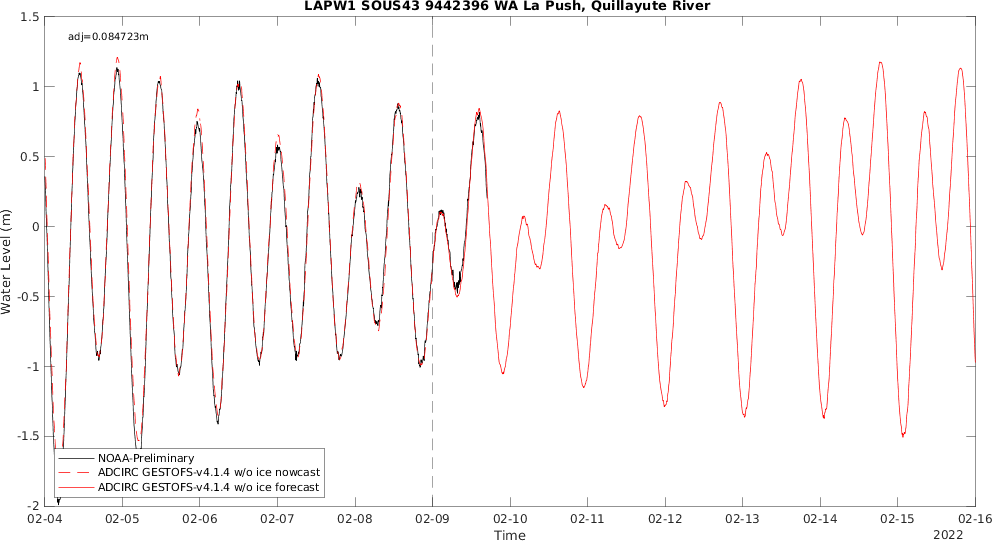 LAPW1 SOUS43 9442396 WA La Push, Quillayute River
adj=0.084723m
Water Level (m)
1.5
1
0.5
0
-0.5
-1
-1.5
-2
NOAA-Preliminary
ADCIRC GESTOFS-v4.1.4 w/o ice nowcast
ADCIRC GESTOFS-v4.1.4 w/o ice forecast
02-04 02-05 02-06 02-07 02-08 02-09 02-10 02-11 02-12 02-13 02-14 02-15 02-16
Time
2022